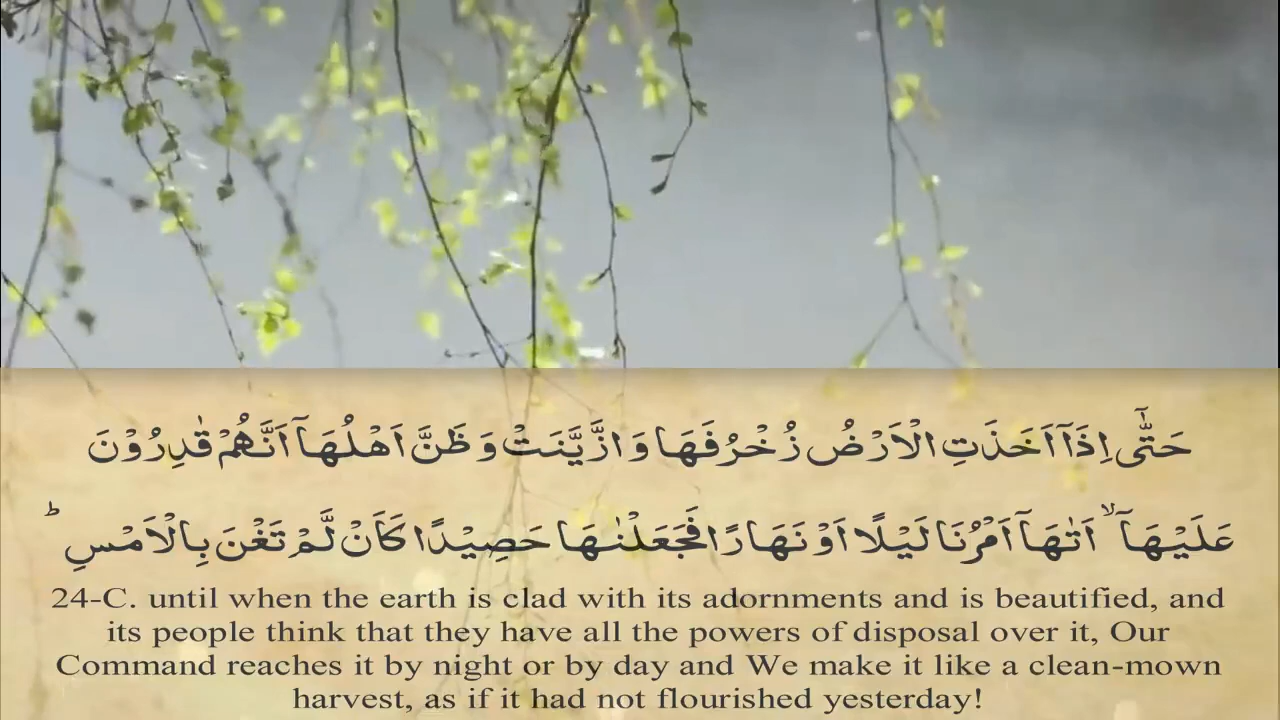 حَتّٰۤى اِذَاۤ اَخَذَتِ الْاَرْضُ زُخْرُفَهَا وَازَّيَّنَتْ وَظَنَّ اَهْلُهَاۤ اَنَّهُمْ قٰدِرُوْنَ
عَلَيْهَاۤ ۙ اَتٰهَاۤ اَمْرُنَا لَيْلًا اَوْ نَهَارًا فَجَعَلْنٰهَا حَصِيْدًا كَاَنْ لَّمْ تَغْنَ بِالْاَمْسِ ؕ
24-C. until when the earth is clad with its adornments and is beautified, and
its people think that they have all the powers of disposal over it, Our
Command reaches it by night or by day and We make it like a clean-mown
harvest, as if it had not flourished yesterday!